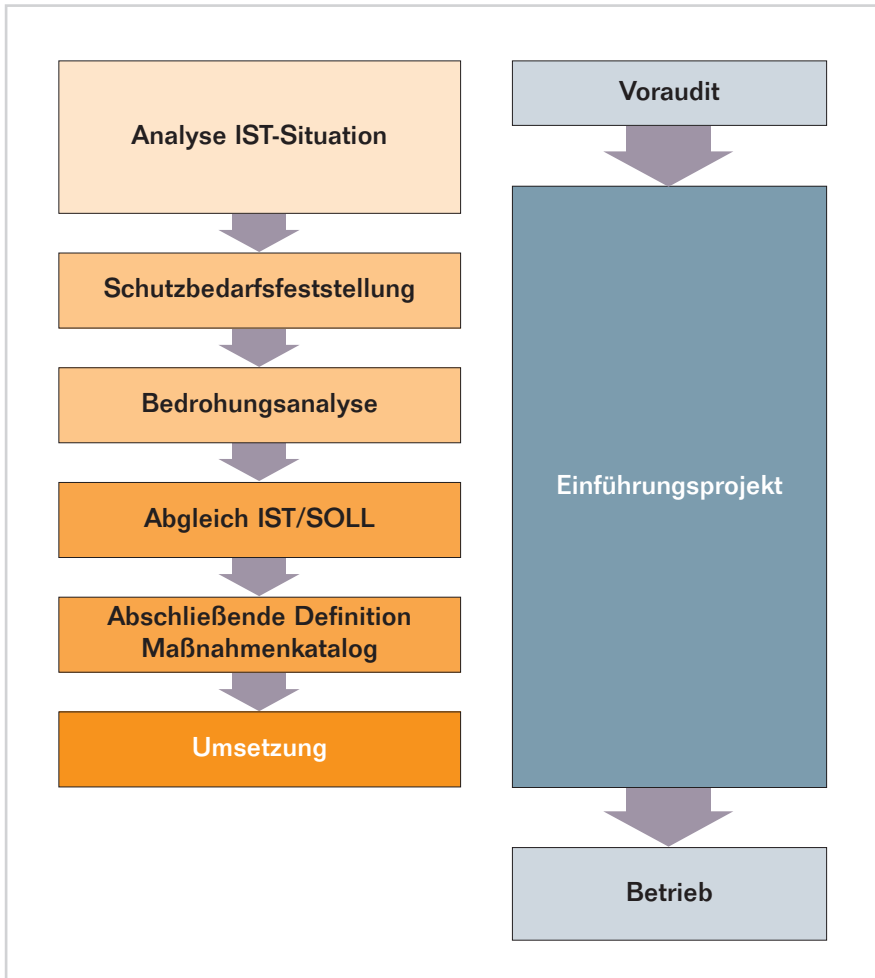 Analyse IST-Situation
Schutzbedarfsfeststellung
Bedrohungsanalyse
Abgleich IST/SOLL
Abschließende Definition
Maßnahmenkatalog
Umsetzung
Voraudit
Einführungsprojekt
Betrieb